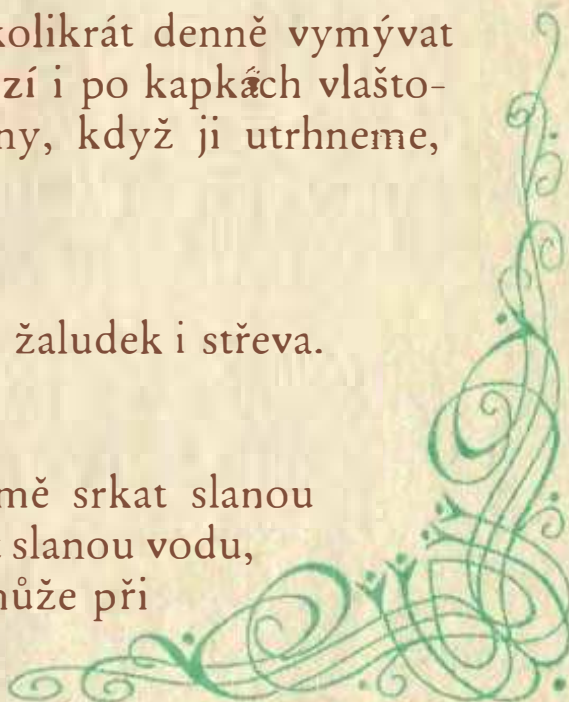 kolikrát denně vymývat
zí i po kapkách vlašto-
ny, když ji utrhneme,
žaludek i střeva.
mě srkat slanou
slanou vodu,
může při